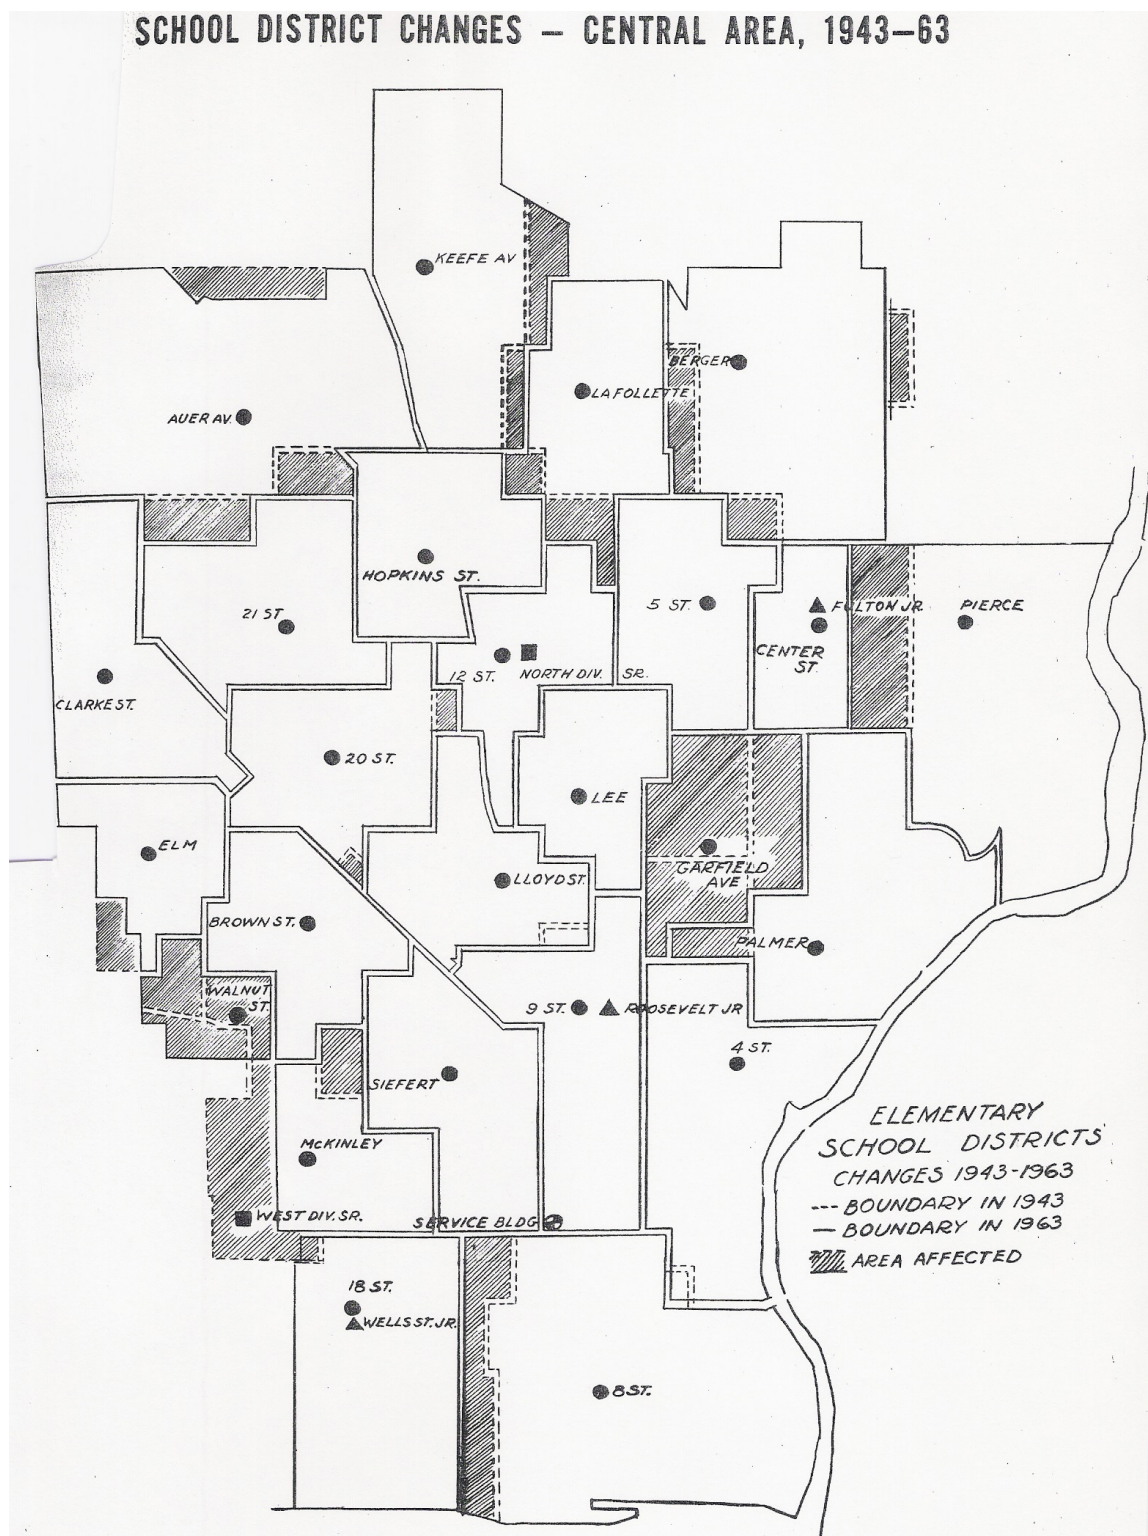 SCHOOL DISTRICT CHANGES — CENTRAL AREA, 1943—63
KEEFE AV
BERGER
LA FOLLETTE
AUER AV.
HOPKINS ST.
21 ST
5 ST.
FULTON JR
PIERCE
CENTER
ST.
12 ST.
NORTH DIV. SR.
CLARKE ST.
20 ST.
LEE
ELM
GARFIELD
AVE
LLOYD ST.
BROWN ST.
PALMER
WALNUT
ST.
9 ST.
ROOSEVELT JR
4 ST.
SIEFERT
McKINLEY
WEST DIV. SR.
SERVICE BLDG
18 ST.
WELLS ST. JR.
8 ST.
ELEMENTARY
SCHOOL DISTRICTS
CHANGES 1943-1963
--- BOUNDARY IN 1943
— BOUNDARY IN 1963
AREA AFFECTED